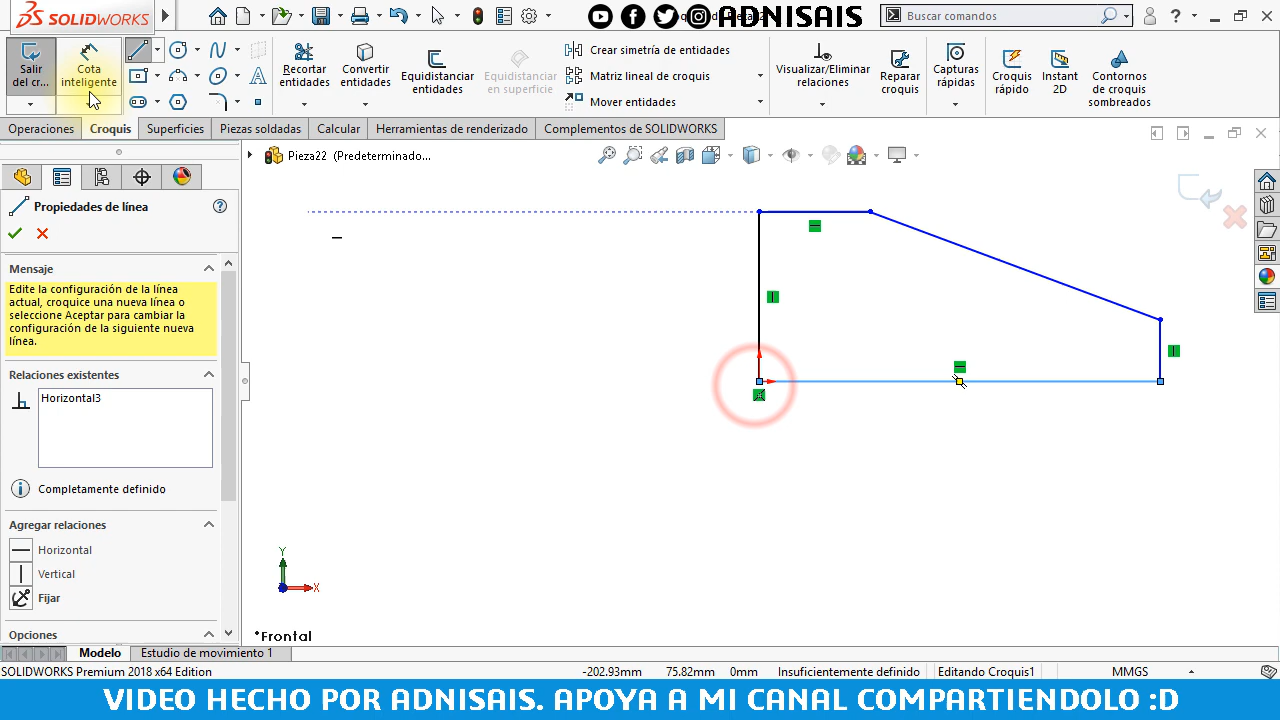 SOLIDWORKS
ADNISAIS
Buscar comandos
Salir del cr...
Cota inteligente
Recortar entidades
Convertir entidades
Equidistanciar entidades
Equidistanciar en superficie
Crear simetría de entidades
Matriz lineal de croquis
Mover entidades
Visualizar/Eliminar relaciones
Reparar croquis
Capturas rápidas
Croquis rápido
Instant 2D
Contornos de croquis sombreados
Operaciones
Croquis
Superficies
Piezas soldadas
Calcular
Herramientas de renderizado
Complementos de SOLIDWORKS
Pieza22 (Predeterminado...
Propiedades de línea
Mensaje
Edite la configuración de la línea
actual, croquice una nueva línea o
seleccione Aceptar para cambiar la
configuración de la siguiente nueva
línea.
Relaciones existentes
Horizontal3
Completamente definido
Agregar relaciones
Horizontal
Vertical
Fijar
Opciones
Y
X
*Frontal
Modelo
Estudio de movimiento 1
SOLIDWORKS Premium 2018 x64 Edition
-202.93mm
75.82mm
0mm
Insuficientemente definido
Editando Croquis1
MMGS
VIDEO HECHO POR ADNISAIS. APOYA A MI CANAL COMPARTIENDOLO :D